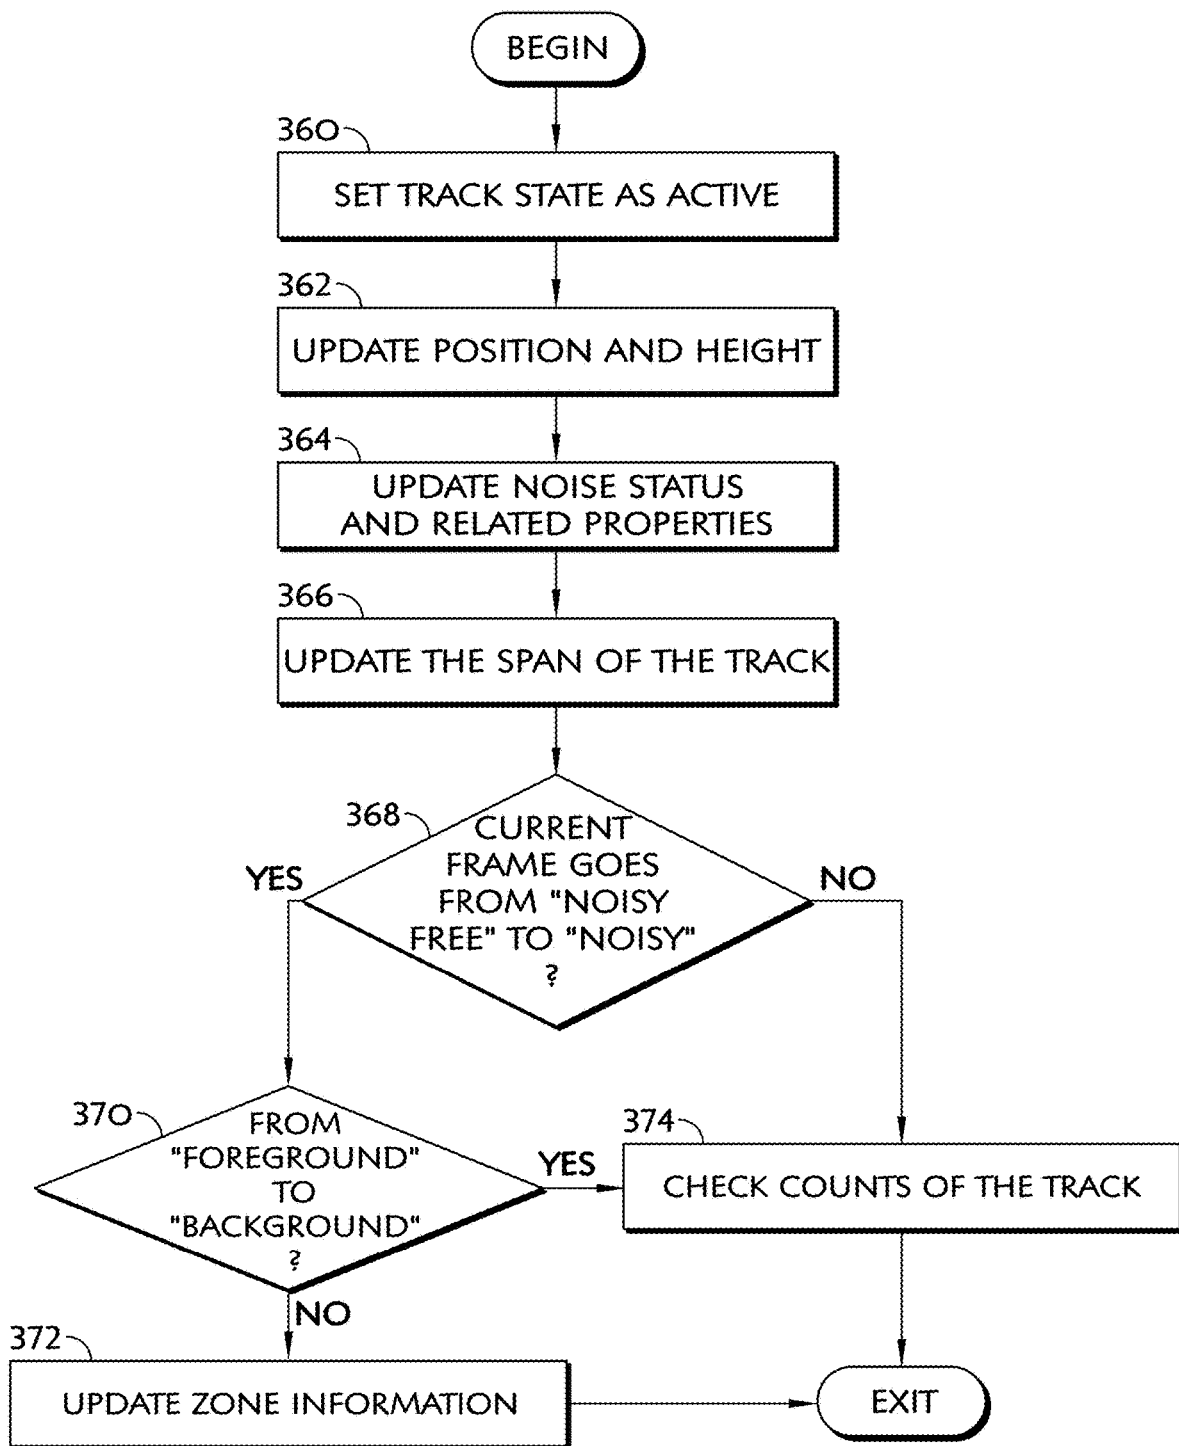 BEGIN
360
SET TRACK STATE AS ACTIVE
362
UPDATE POSITION AND HEIGHT
364
UPDATE NOISE STATUS
AND RELATED PROPERTIES
366
UPDATE THE SPAN OF THE TRACK
368
CURRENT
FRAME GOES
FROM "NOISY
FREE" TO "NOISY"
?
YES
NO
370
FROM
"FOREGROUND"
TO
"BACKGROUND"
?
YES
NO
374
CHECK COUNTS OF THE TRACK
372
UPDATE ZONE INFORMATION
EXIT